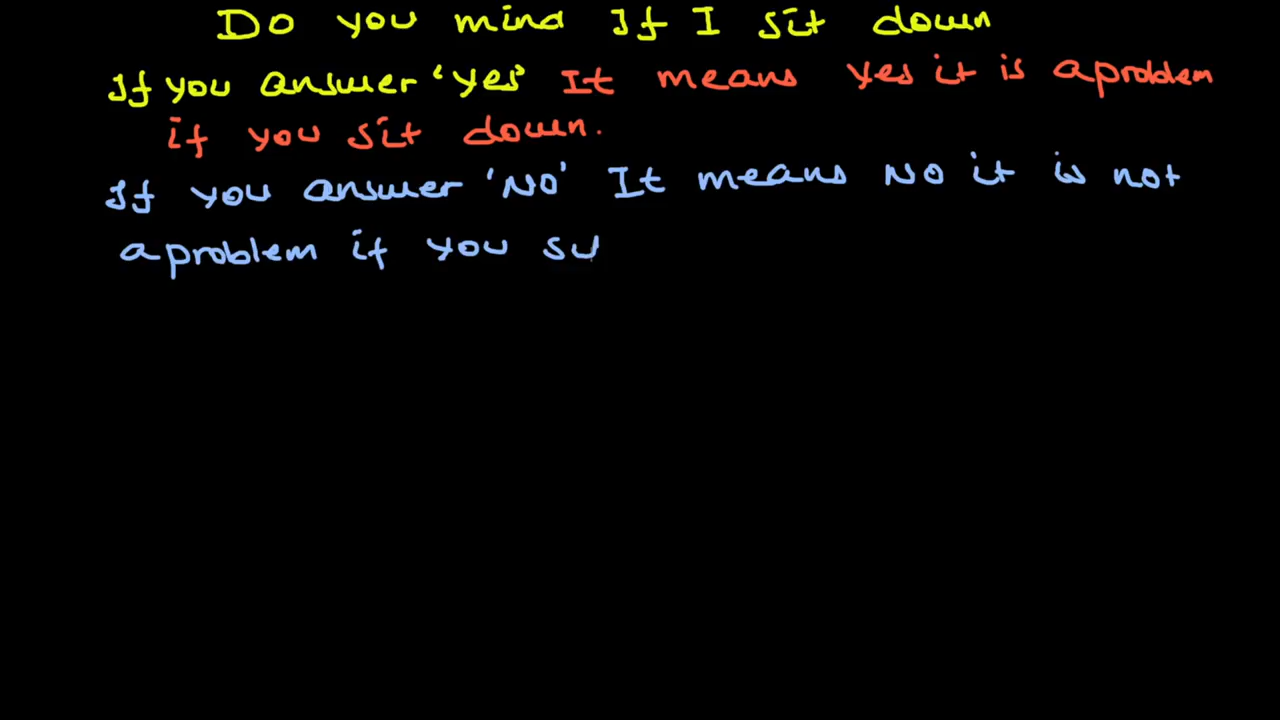 Do you mind If I sit down
If you answer 'yes' It means yes it is a problem
if you sit down.
If you answer 'NO' It means NO it is not
a problem if you